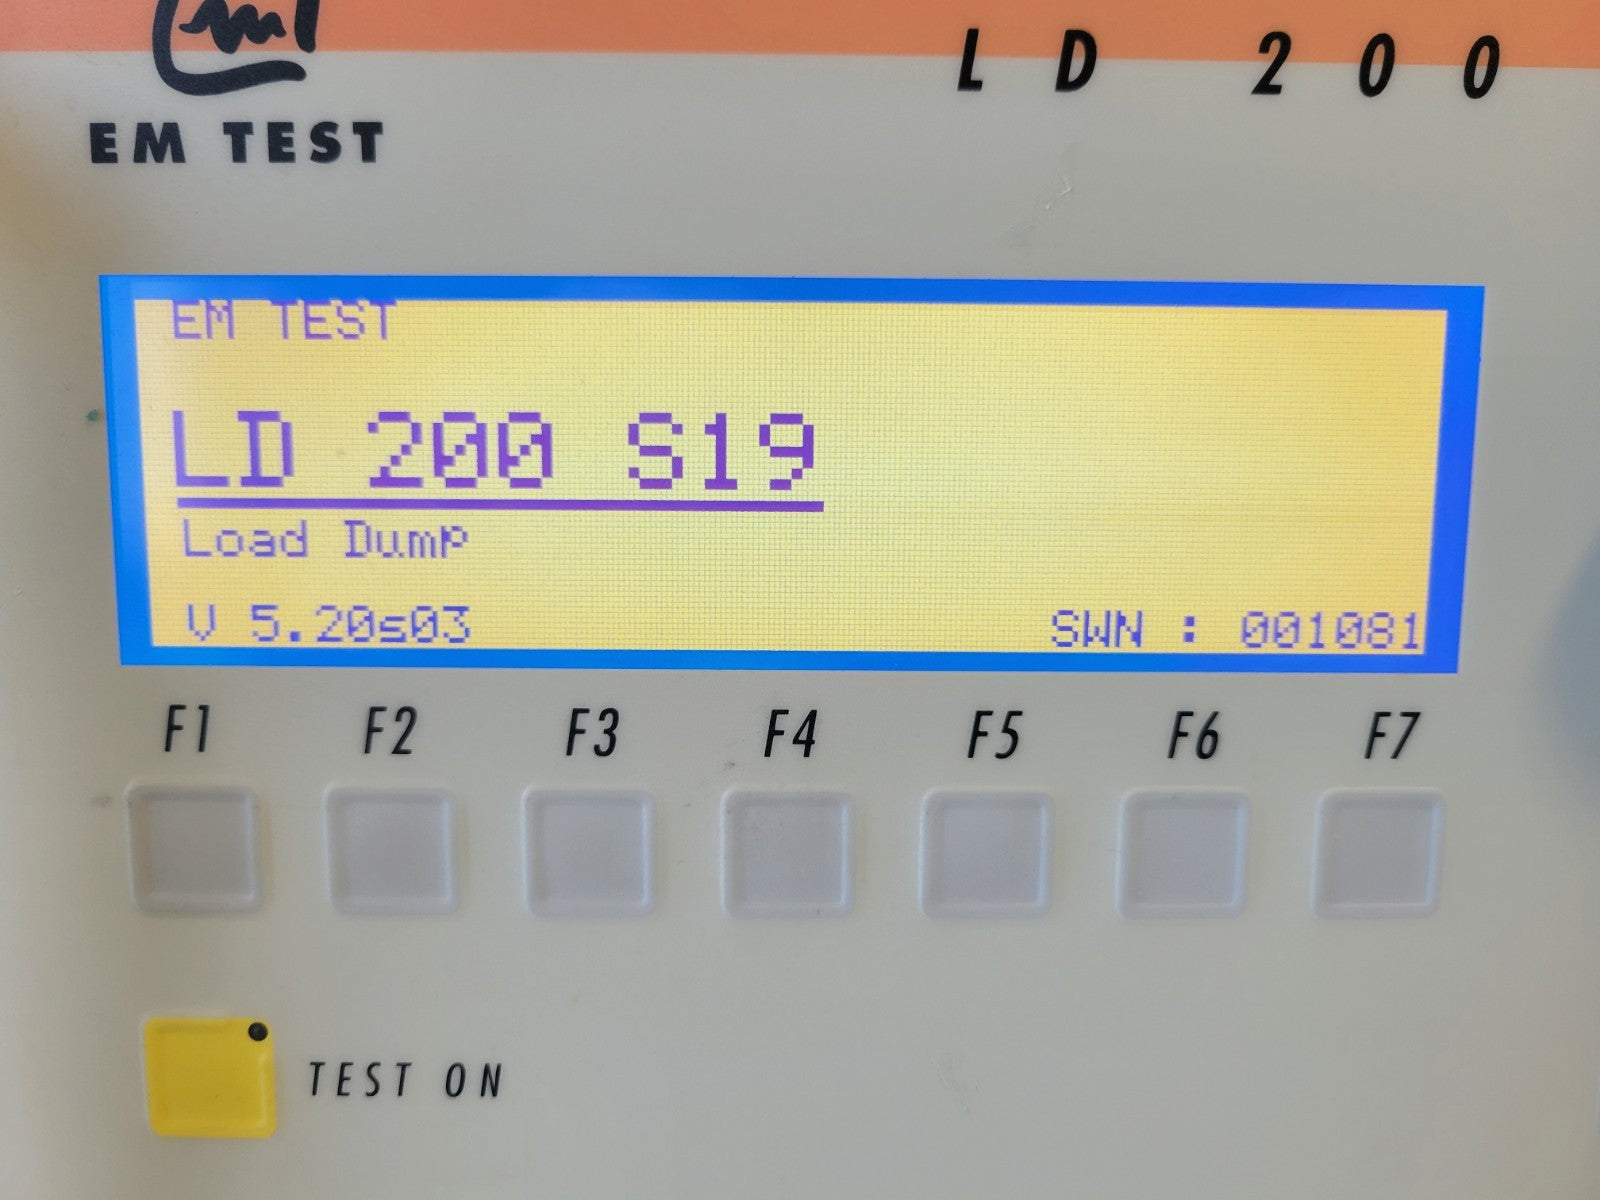 LD 200
EM TEST
EM TEST
LD 200 S19
Load Dump
V 5.20s03 SWN : 001081
F1 F2 F3 F4 F5 F6 F7
TEST ON